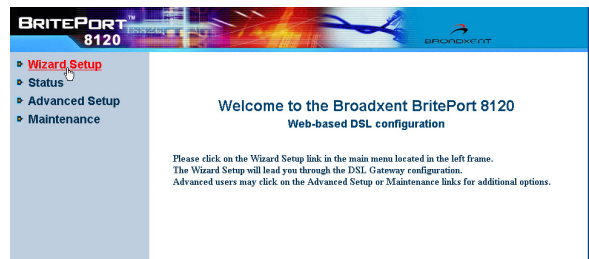 BRITEPORT™
8120
BROADXENT
Wizard Setup
Status
Advanced Setup
Maintenance
Welcome to the Broadxent BritePort 8120
Web-based DSL configuration
Please click on the Wizard Setup link in the main menu located in the left frame.
The Wizard Setup will lead you through the DSL Gateway configuration.
Advanced users may click on the Advanced Setup or Maintenance links for additional options.